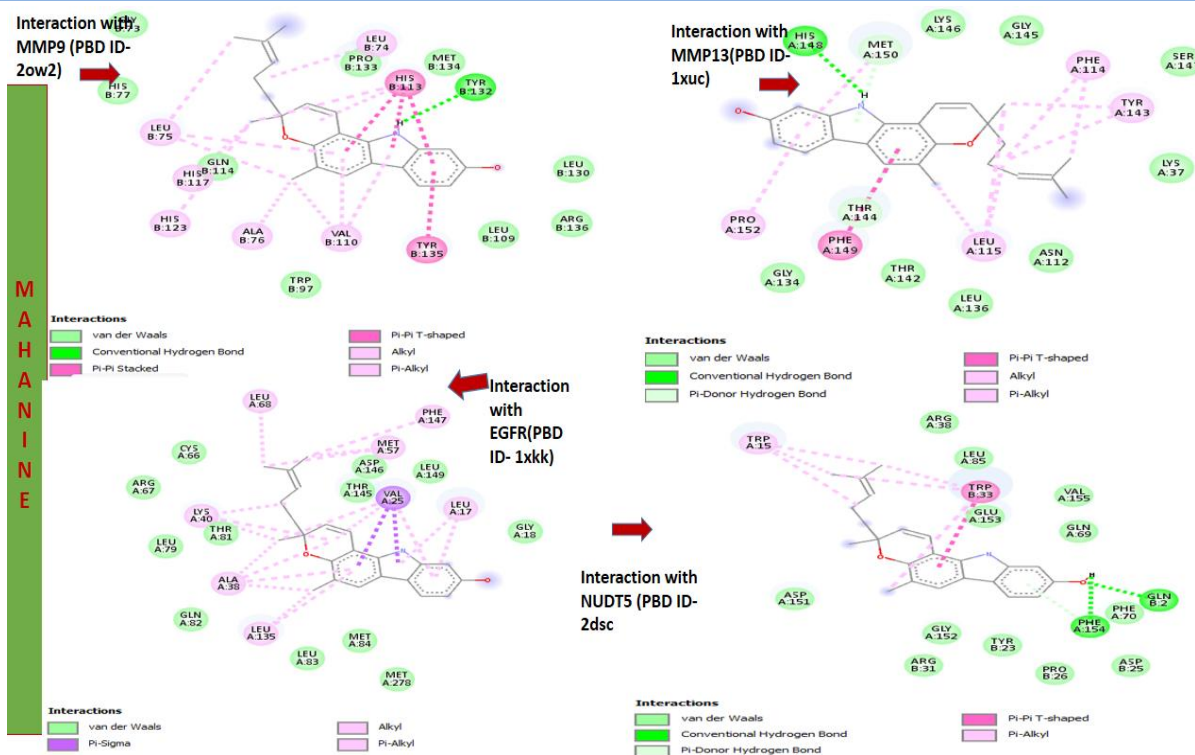 Interaction with
MMP9 (PBD ID-
2ow2)
GLY
B:73
HIS
B:77
LEU
B:74
PRO
B:133
MET
B:134
HIS
B:113
TYR
B:132
LEU
B:75
GLN
B:114
HIS
B:117
HIS
B:123
ALA
B:76
VAL
B:110
TYR
B:135
LEU
B:109
LEU
B:130
ARG
B:136
TRP
B:97
H
N
O
O
Interactions
van der Waals
Conventional Hydrogen Bond
Pi-Pi Stacked
Pi-Pi T-shaped
Alkyl
Pi-Alkyl
Interaction with
MMP13(PBD ID-
1xuc)
HIS
A:148
MET
A:150
LYS
A:146
GLY
A:145
PHE
A:114
TYR
A:143
LYS
A:37
PRO
A:152
THR
A:144
PHE
A:149
LEU
A:115
ASN
A:112
GLY
A:134
THR
A:142
LEU
A:136
H
N
O
O
Interactions
van der Waals
Conventional Hydrogen Bond
Pi-Donor Hydrogen Bond
Pi-Pi T-shaped
Alkyl
Pi-Alkyl
MAHANINE
Interaction
with
EGFR(PBD
ID- 1xkk)
LEU
A:68
PHE
A:147
MET
A:57
CYS
A:66
ASP
A:146
LEU
A:149
ARG
A:67
THR
A:145
VAL
A:25
LYS
A:40
THR
A:81
LEU
A:17
GLY
A:18
LEU
A:79
ALA
A:38
GLN
A:82
LEU
A:135
LEU
A:83
MET
A:84
MET
A:278
N
O
O
Interactions
van der Waals
Pi-Sigma
Alkyl
Pi-Alkyl
Interaction with
NUDT5 (PBD ID-
2dsc
TRP
A:15
ARG
A:38
LEU
A:85
TRP
B:33
GLU
A:153
VAL
A:155
GLN
A:69
ASP
A:151
GLY
A:152
TYR
B:23
ARG
B:31
PRO
B:26
PHE
A:154
PHE
A:70
GLN
B:2
ASP
B:25
N
O
O
H
Interactions
van der Waals
Conventional Hydrogen Bond
Pi-Donor Hydrogen Bond
Pi-Pi T-shaped
Pi-Alkyl